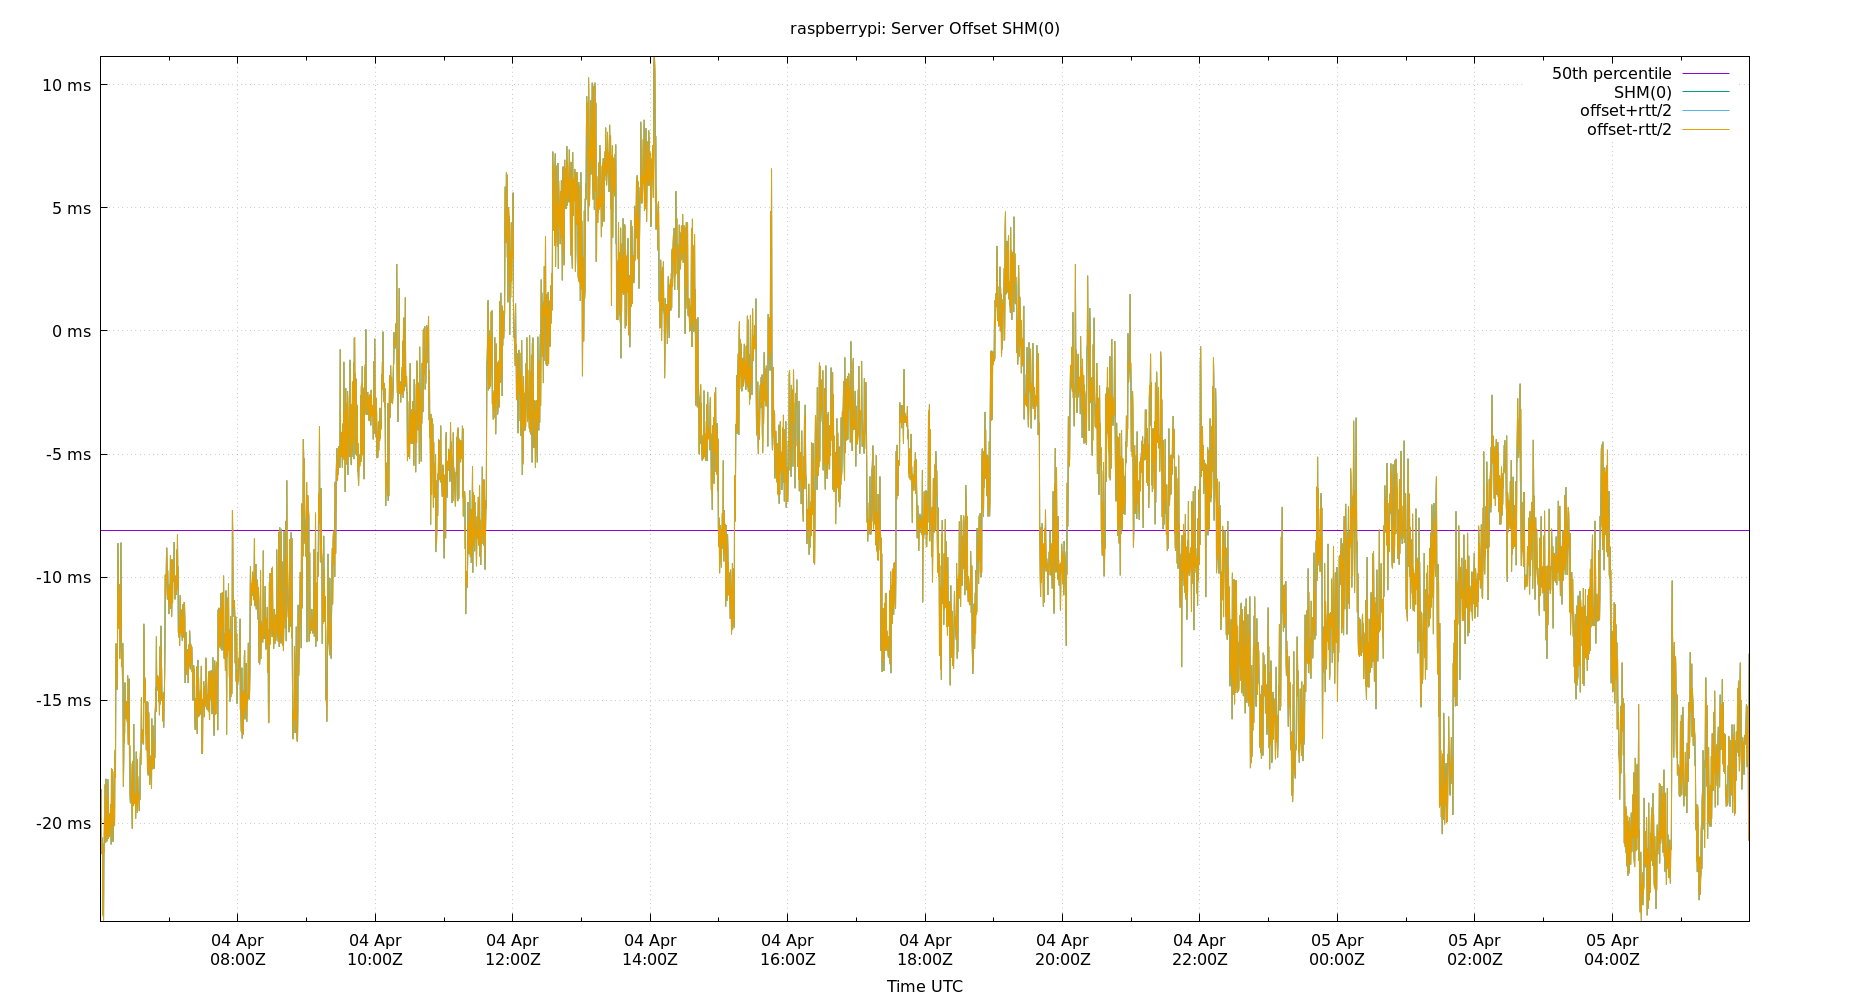 raspberrypi: Server Offset SHM(0)
50th percentile
SHM(0)
offset+rtt/2
offset-rtt/2
10 ms
5 ms
0 ms
-5 ms
-10 ms
-15 ms
-20 ms
04 Apr 04 Apr 04 Apr 04 Apr 04 Apr 04 Apr 04 Apr 04 Apr 05 Apr 05 Apr 05 Apr
08:00Z 10:00Z 12:00Z 14:00Z 16:00Z 18:00Z 20:00Z 22:00Z 00:00Z 02:00Z 04:00Z
Time UTC